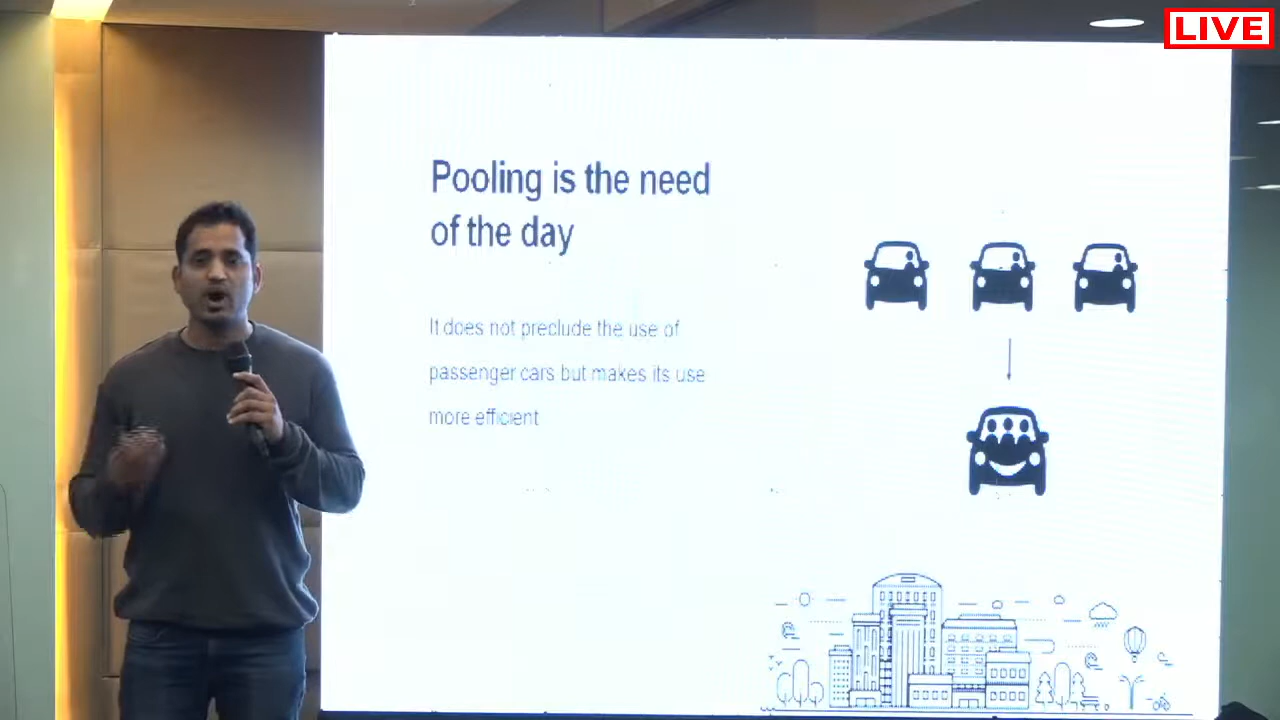 LIVE
Pooling is the need
of the day
It does not preclude the use of
passenger cars but makes its use
more efficient